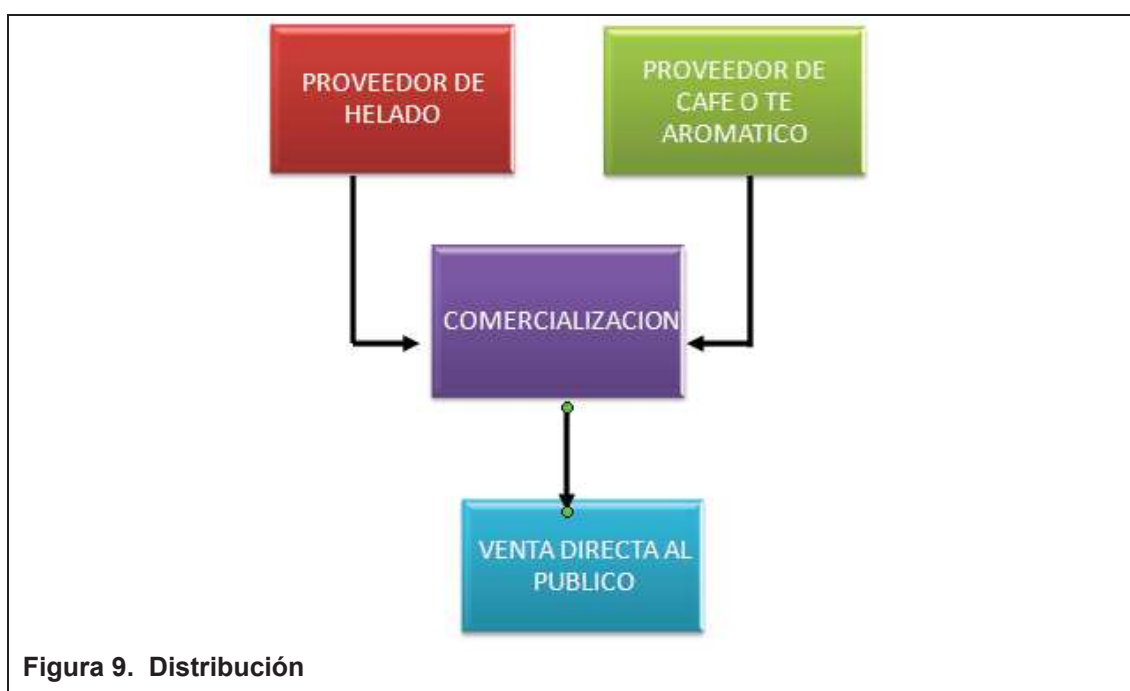 PROVEEDOR DE
HELADO
PROVEEDOR DE
CAFE O TE
AROMATICO
COMERCIALIZACION
VENTA DIRECTA AL
PUBLICO
Figura 9. Distribución